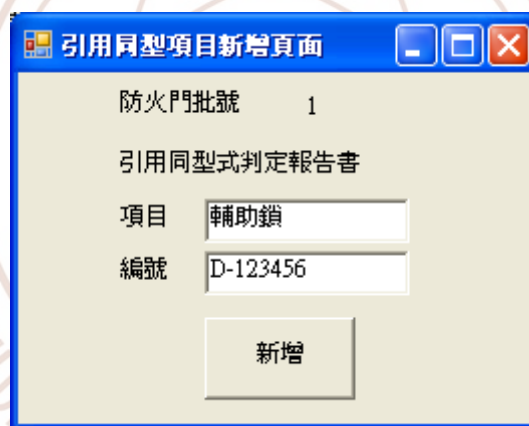 引用同型項目新增頁面
防火門批號 1
引用同型式判定報告書
項目 輔助鎖
編號 D-123456
新增